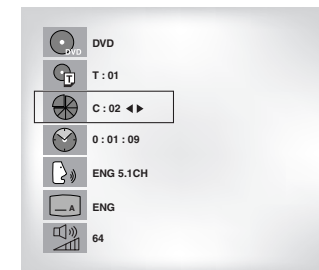 DVD
DVD
T : 01
T
C : 02 ◀ ▶
0 : 01 : 09
ENG 5.1CH
A
ENG
64